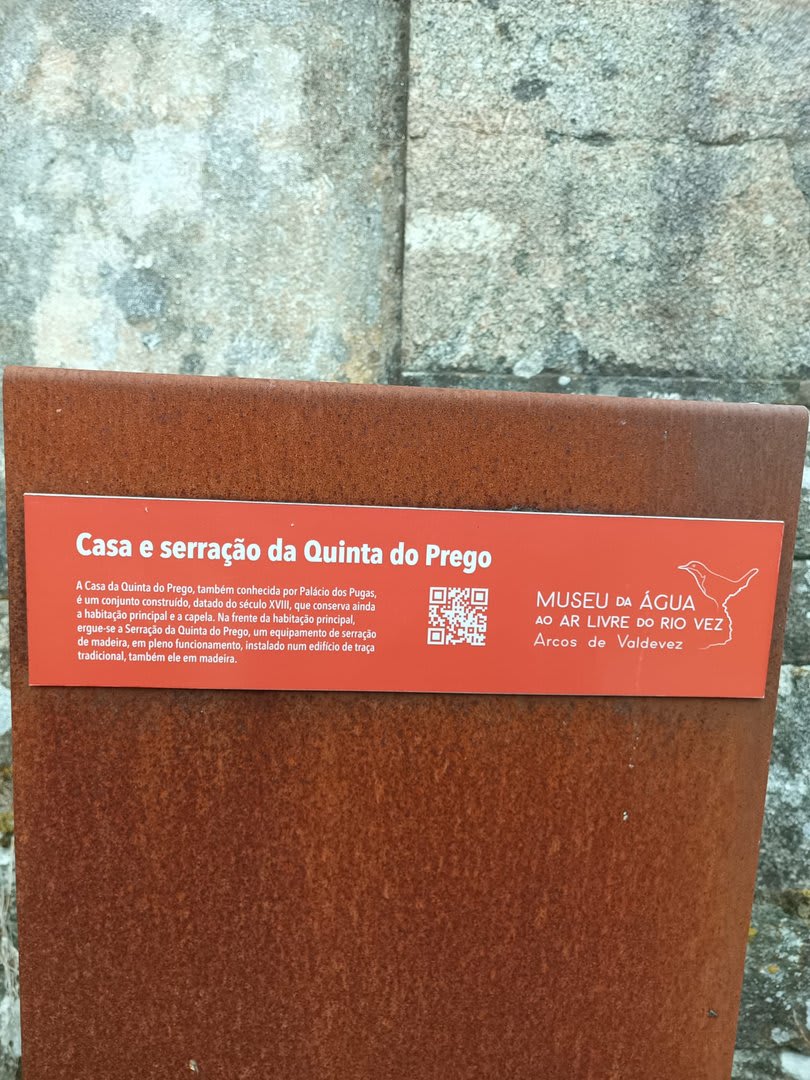 Casa e serração da Quinta do Prego
A Casa da Quinta do Prego, também conhecida por Palácio dos Pugas,
é um conjunto construído, datado do século XVIII, que conserva ainda
a habitação principal e a capela. Na frente da habitação principal,
ergue-se a Serração da Quinta do Prego, um equipamento de serração
de madeira, em pleno funcionamento, instalado num edifício de traça
tradicional, também ele em madeira.
MUSEU DA ÁGUA
AO AR LIVRE DO RIO VEZ
Arcos de Valdevez